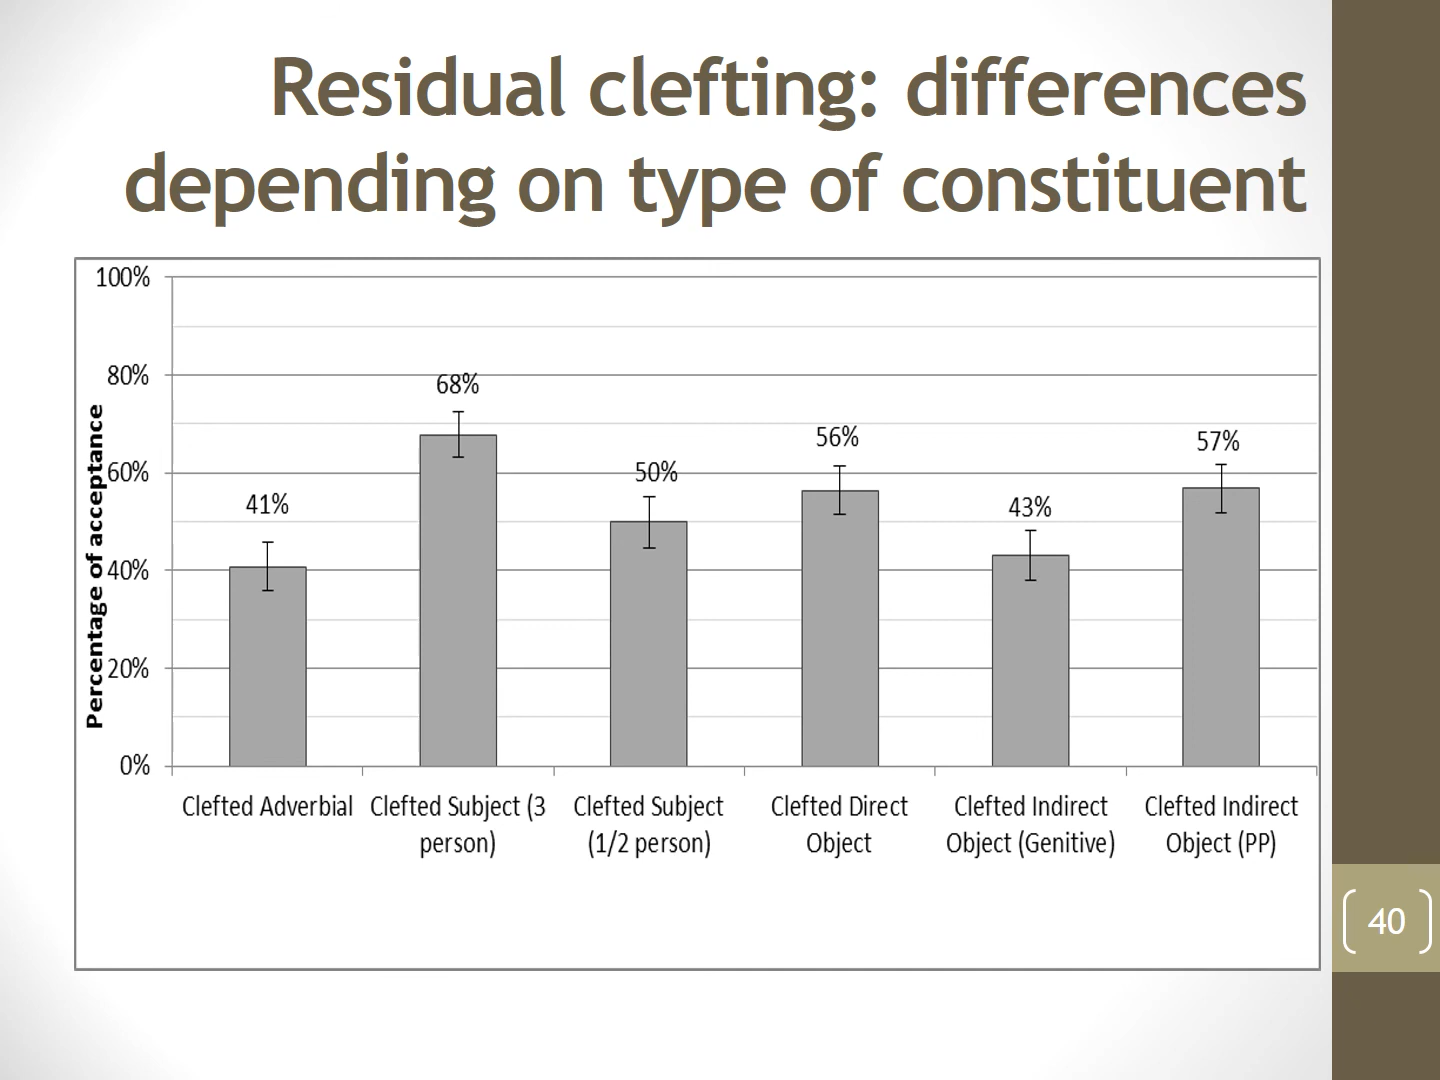 Residual clefting: differences
depending on type of constituent
100%
80%
60%
40%
20%
0%
Percentage of acceptance
41%
68%
50%
56%
43%
57%
Clefted Adverbial
Clefted Subject (3
person)
Clefted Subject
(1/2 person)
Clefted Direct
Object
Clefted Indirect
Object (Genitive)
Clefted Indirect
Object (PP)
40